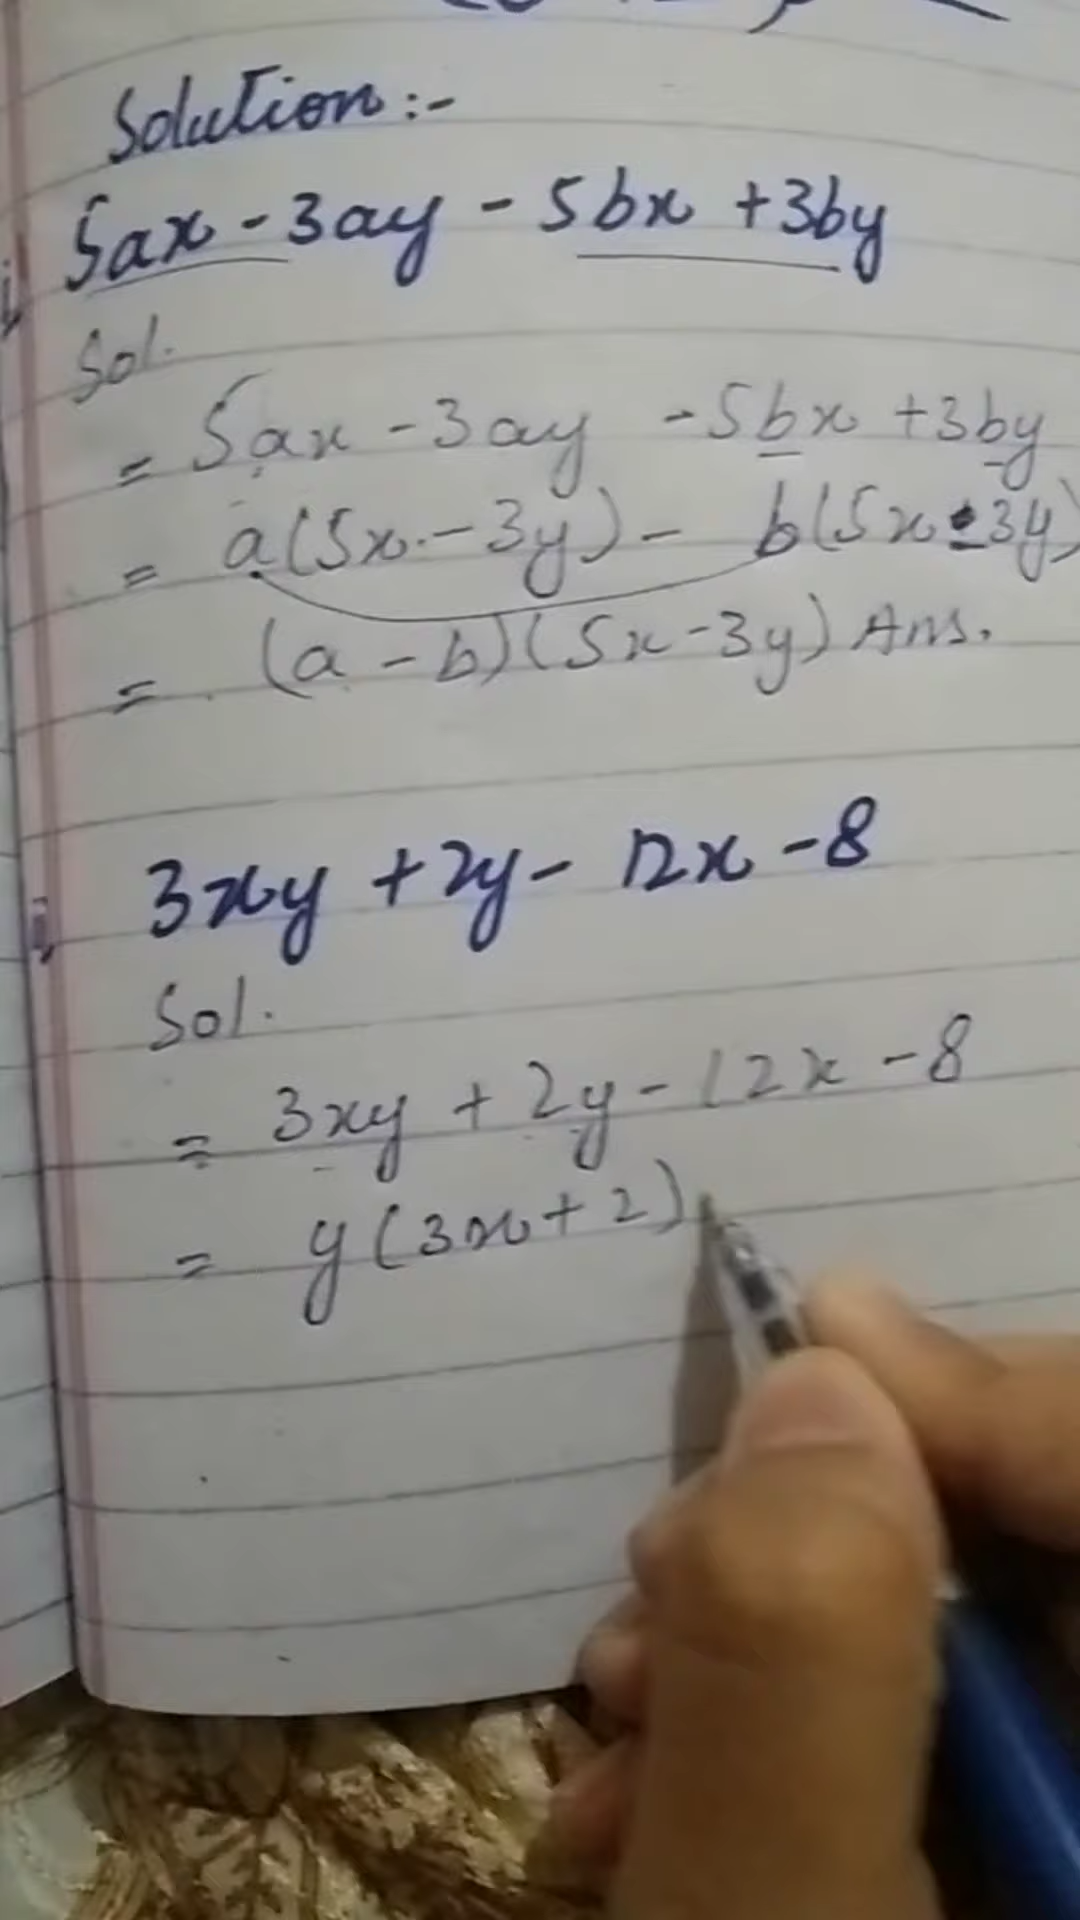 Solution:-
5ax - 3ay - 5bx + 3by
Sol.
= 5ax - 3ay - 5bx + 3by
= a(5x - 3y) - b(5x - 3y)
= (a - b)(5x - 3y) Ans.
3xy + 2y - 12x - 8
Sol.
= 3xy + 2y - 12x - 8
= y(3x + 2)